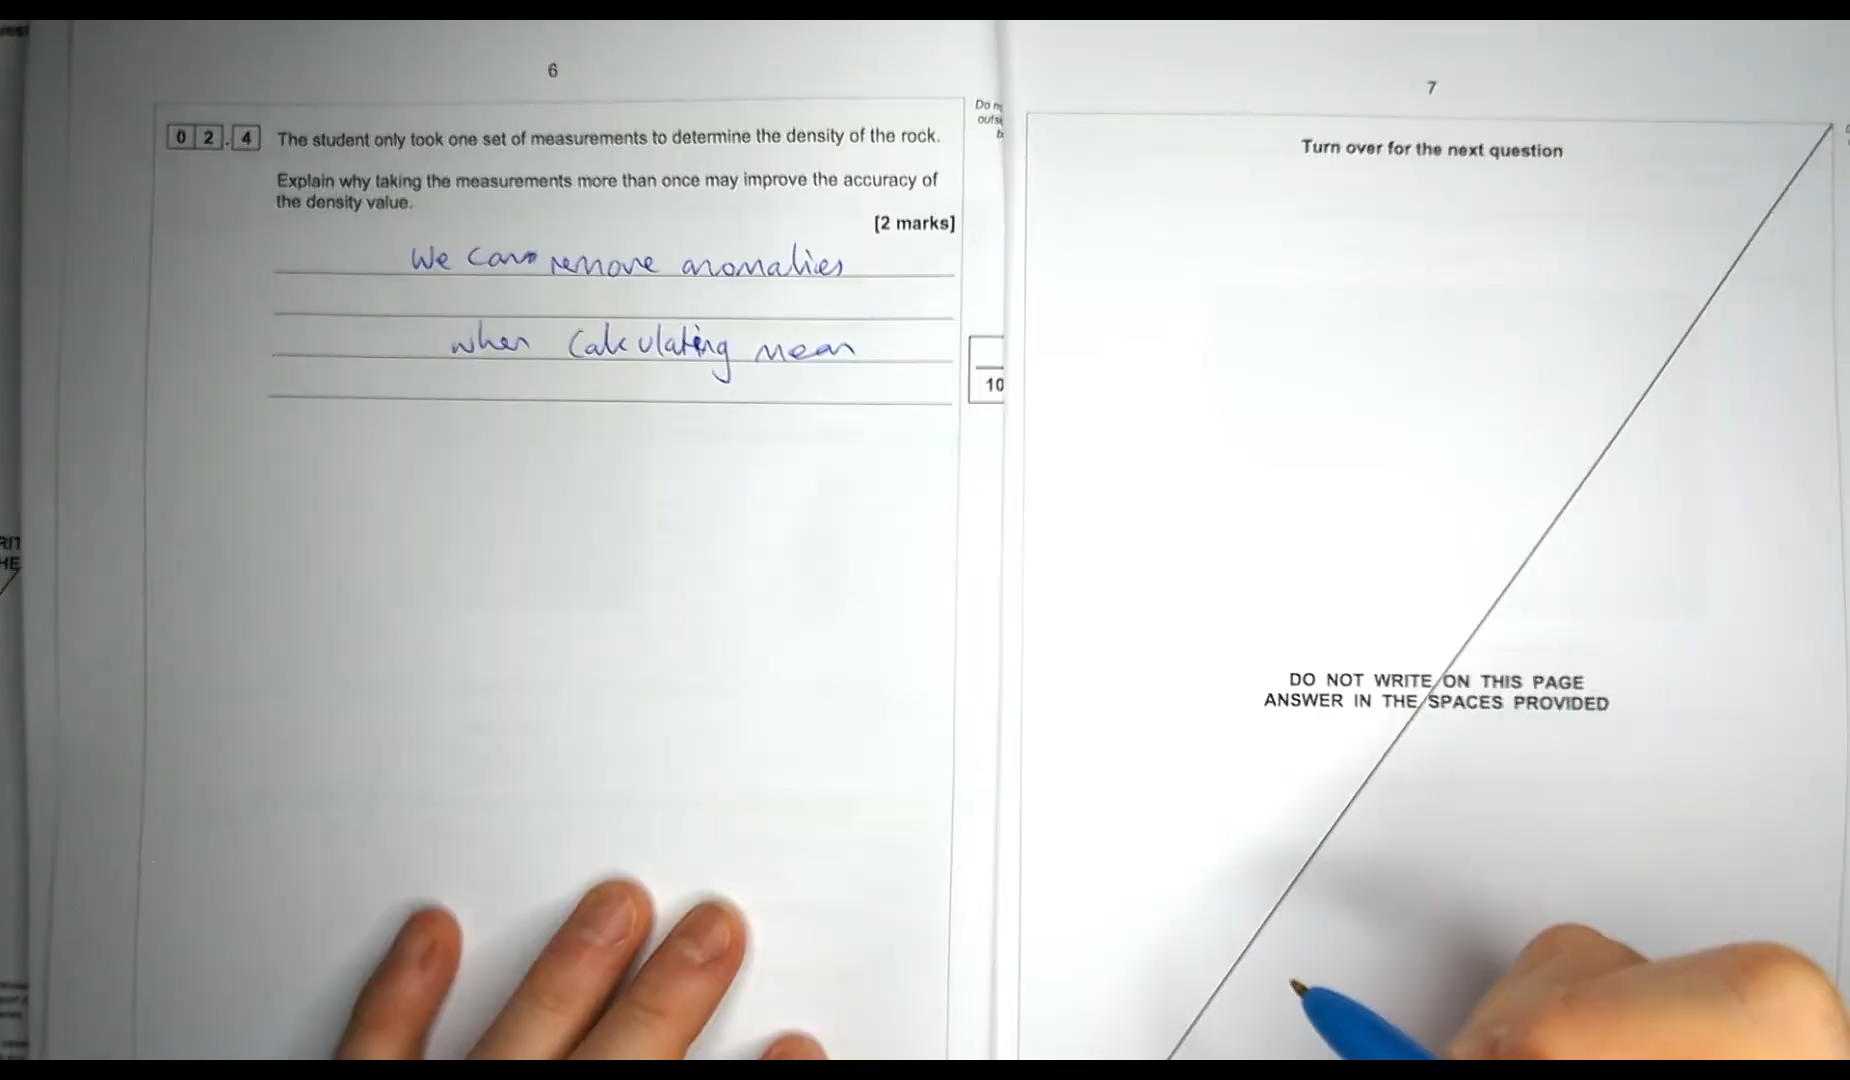 6
0 2 . 4 The student only took one set of measurements to determine the density of the rock.
Explain why taking the measurements more than once may improve the accuracy of
the density value.
[2 marks]
We can remove anomalies
when calculating mean
Do
outs
10
7
Turn over for the next question
DO NOT WRITE ON THIS PAGE
ANSWER IN THE SPACES PROVIDED